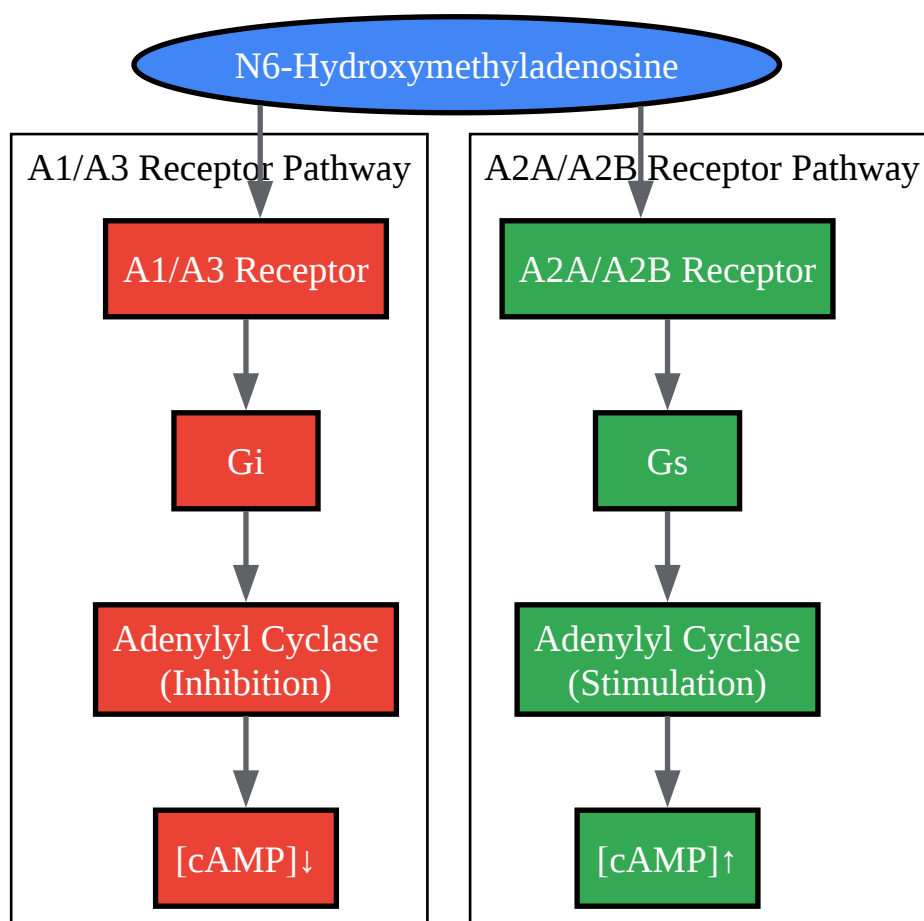 N6-Hydroxymethyladenosine
A1/A3 Receptor Pathway
A1/A3 Receptor
Gi
Adenylyl Cyclase
(Inhibition)
[cAMP]↓
A2A/A2B Receptor Pathway
A2A/A2B Receptor
Gs
Adenylyl Cyclase
(Stimulation)
[cAMP]↑